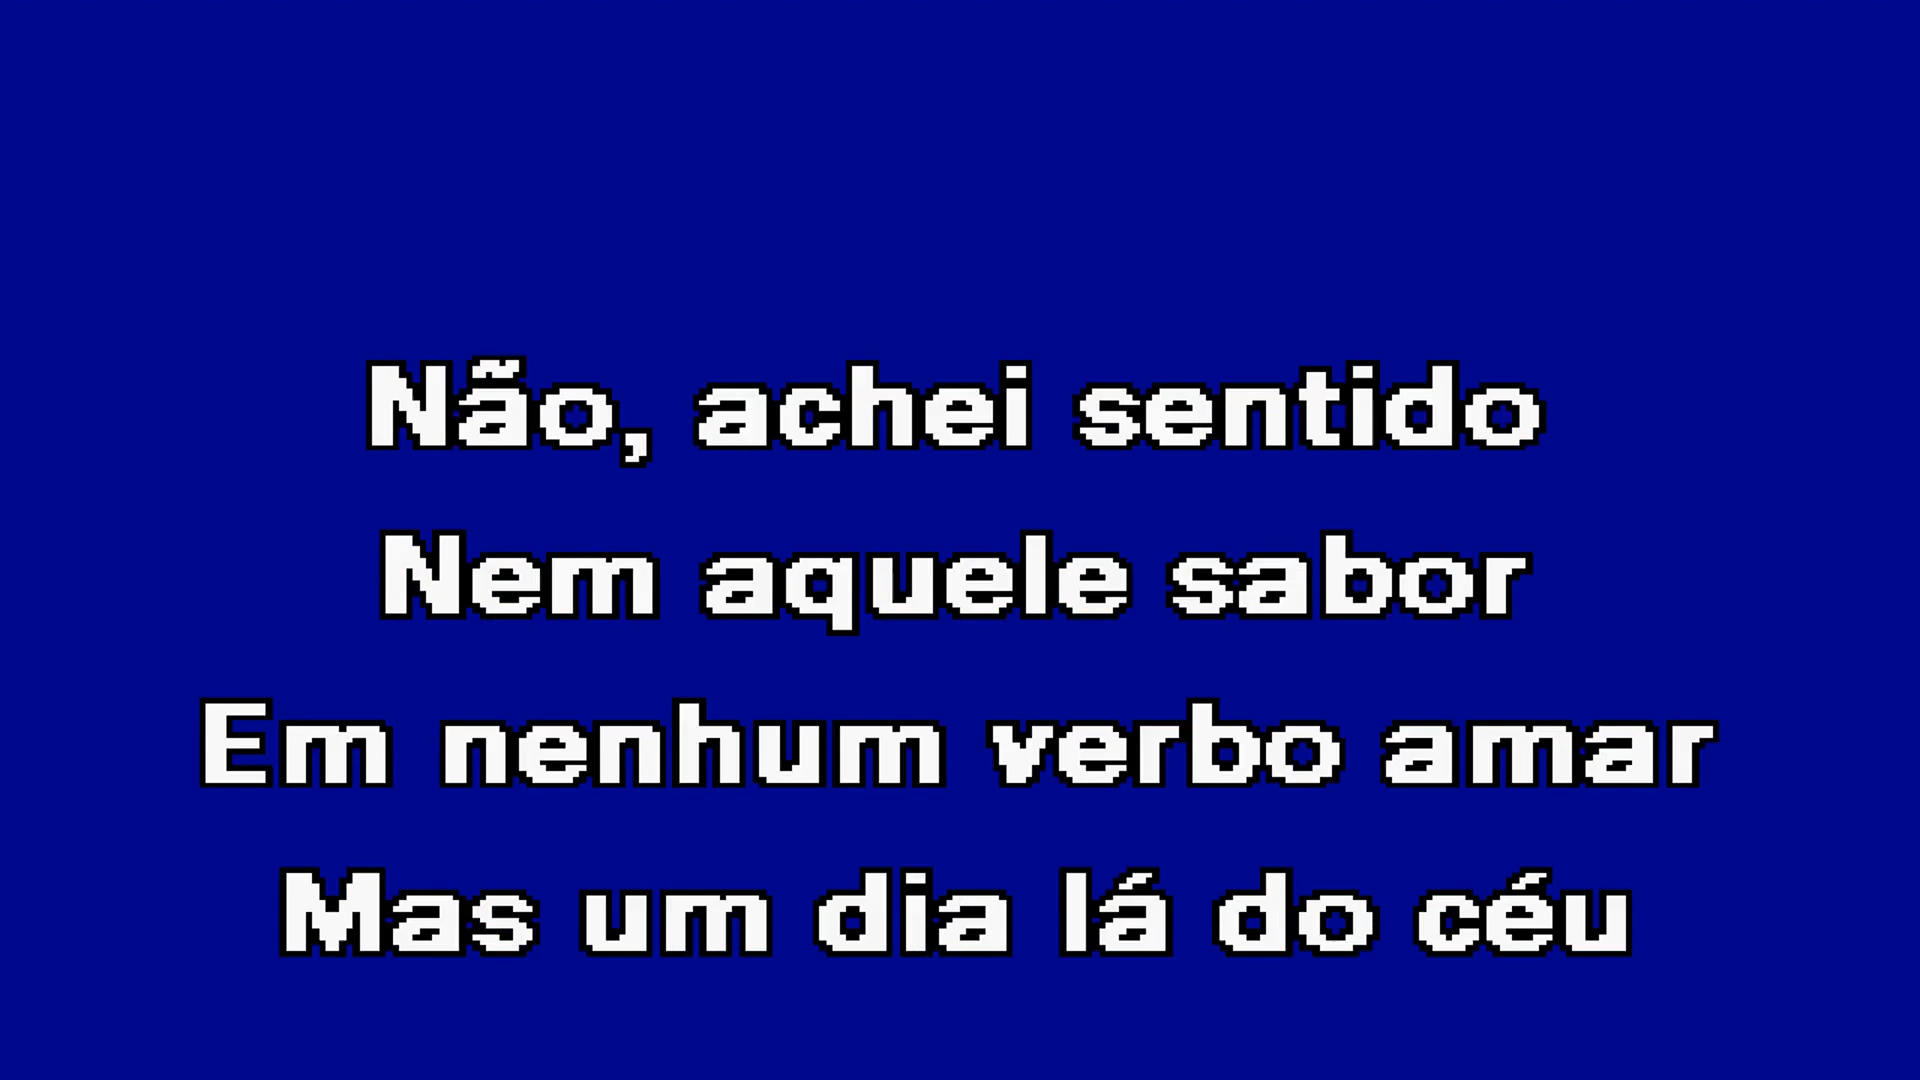 Não, achei sentido
Nem aquele sabor
Em nenhum verbo amar
Mas um dia lá do céu